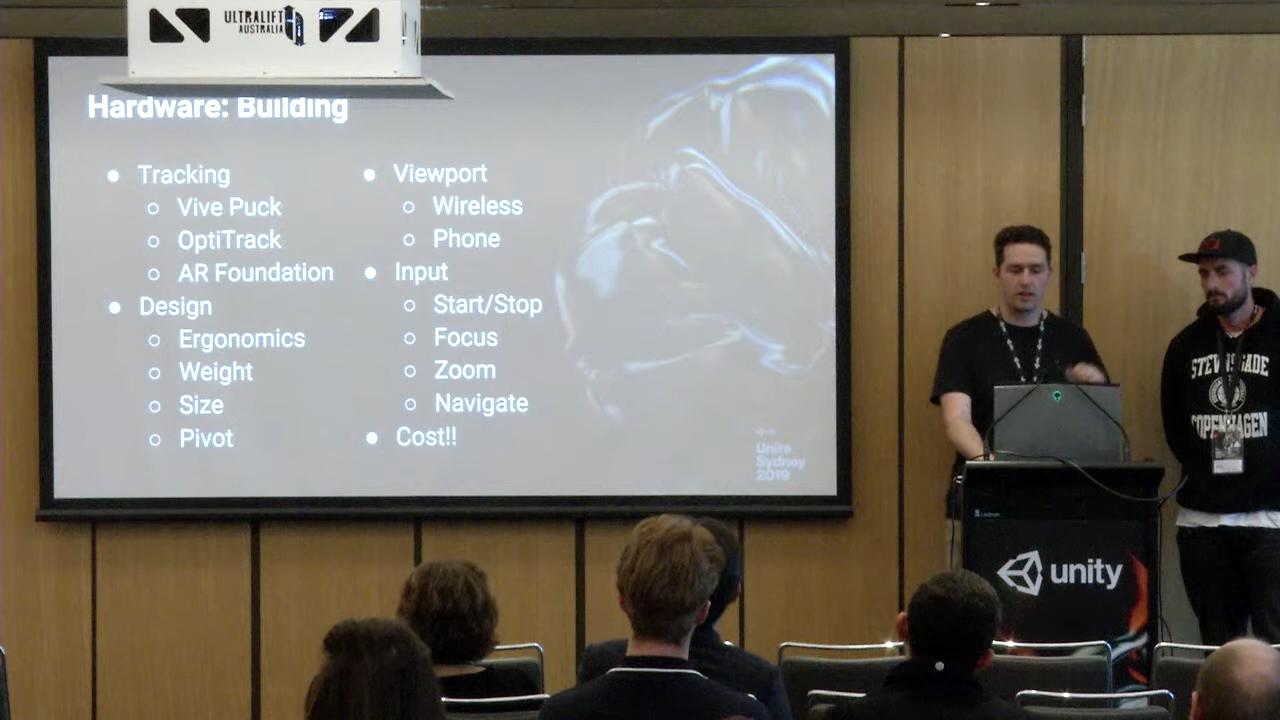 ULTRALIFT
AUSTRALIA
Hardware: Building
● Tracking
○ Vive Puck
○ OptiTrack
○ AR Foundation
● Design
○ Ergonomics
○ Weight
○ Size
○ Pivot
● Viewport
○ Wireless
○ Phone
● Input
○ Start/Stop
○ Focus
○ Zoom
○ Navigate
● Cost!!
Unite
Sydney
2019
unity
COPENHAGEN